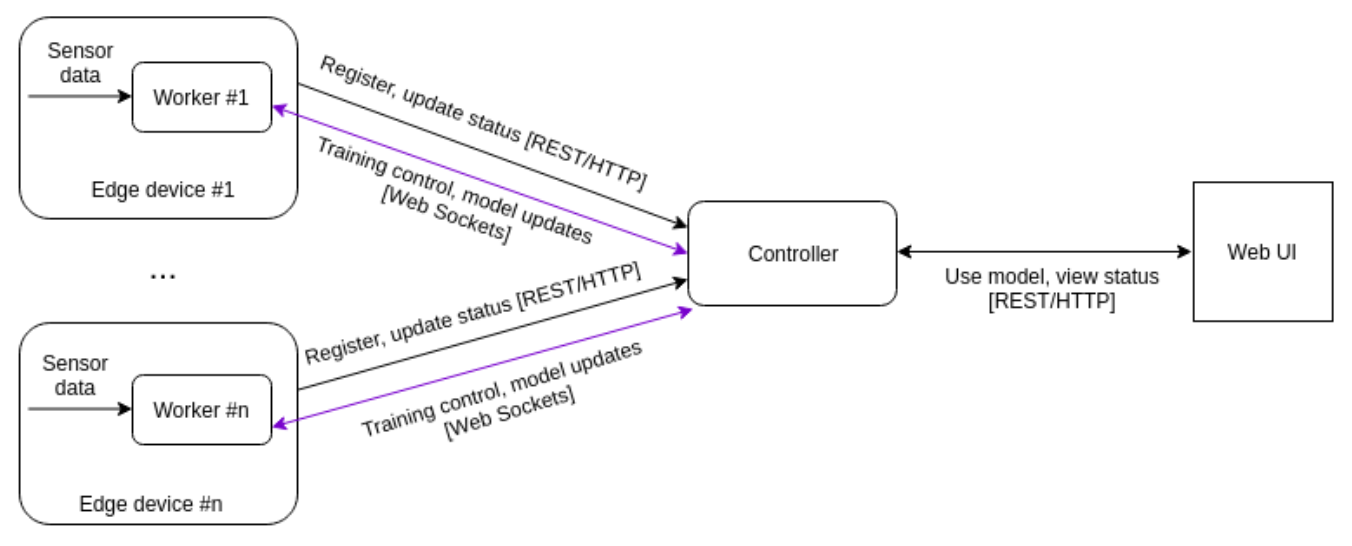 Sensor
data
Worker #1
Edge device #1
Register, update status [REST/HTTP]
Training control, model updates
[Web Sockets]
...
Register, update status [REST/HTTP]
Training control, model updates
[Web Sockets]
Sensor
data
Worker #n
Edge device #n
Controller
Use model, view status
[REST/HTTP]
Web UI